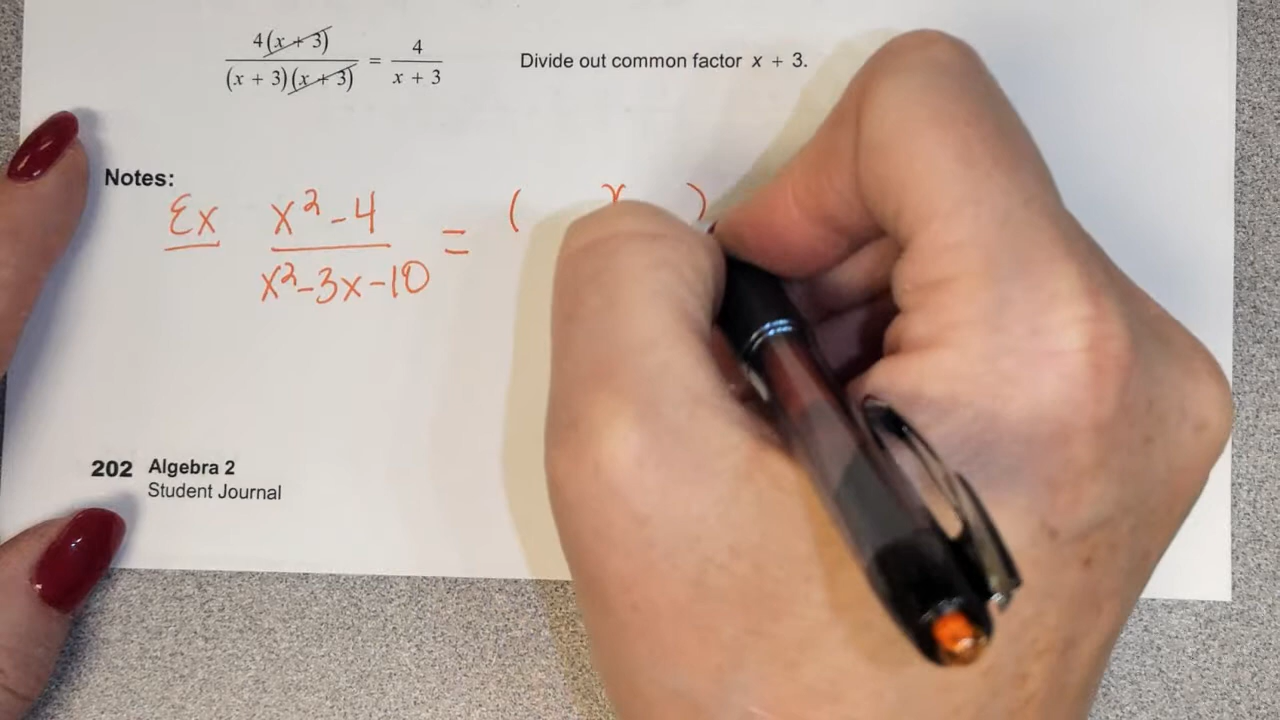 4(x + 3)
(x + 3)(x + 3) = 4
x + 3 Divide out common factor x + 3.
Notes:
Ex x²-4
x²-3x-10 = ( )( )
202 Algebra 2
Student Journal